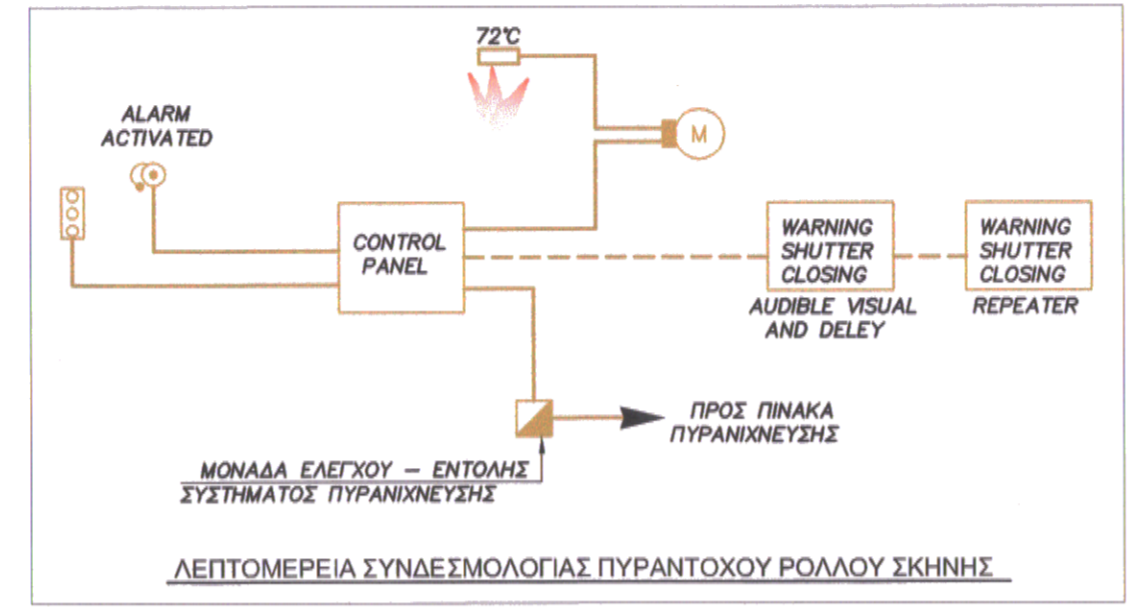 72°C
ALARM
ACTIVATED
M
CONTROL
PANEL
WARNING
SHUTTER
CLOSING
AUDIBLE VISUAL
AND DELEY
WARNING
SHUTTER
CLOSING
REPEATER
ΠΡΟΣ ΠΙΝΑΚΑ
ΠΥΡΑΝΙΧΝΕΥΣΗΣ
ΜΟΝΑΔΑ ΕΛΕΓΧΟΥ – ΕΝΤΟΛΗΣ
ΣΥΣΤΗΜΑΤΟΣ ΠΥΡΑΝΙΧΝΕΥΣΗΣ
ΛΕΠΤΟΜΕΡΕΙΑ ΣΥΝΔΕΣΜΟΛΟΓΙΑΣ ΠΥΡΑΝΤΟΧΟΥ ΡΟΛΛΟΥ ΣΚΗΝΗΣ